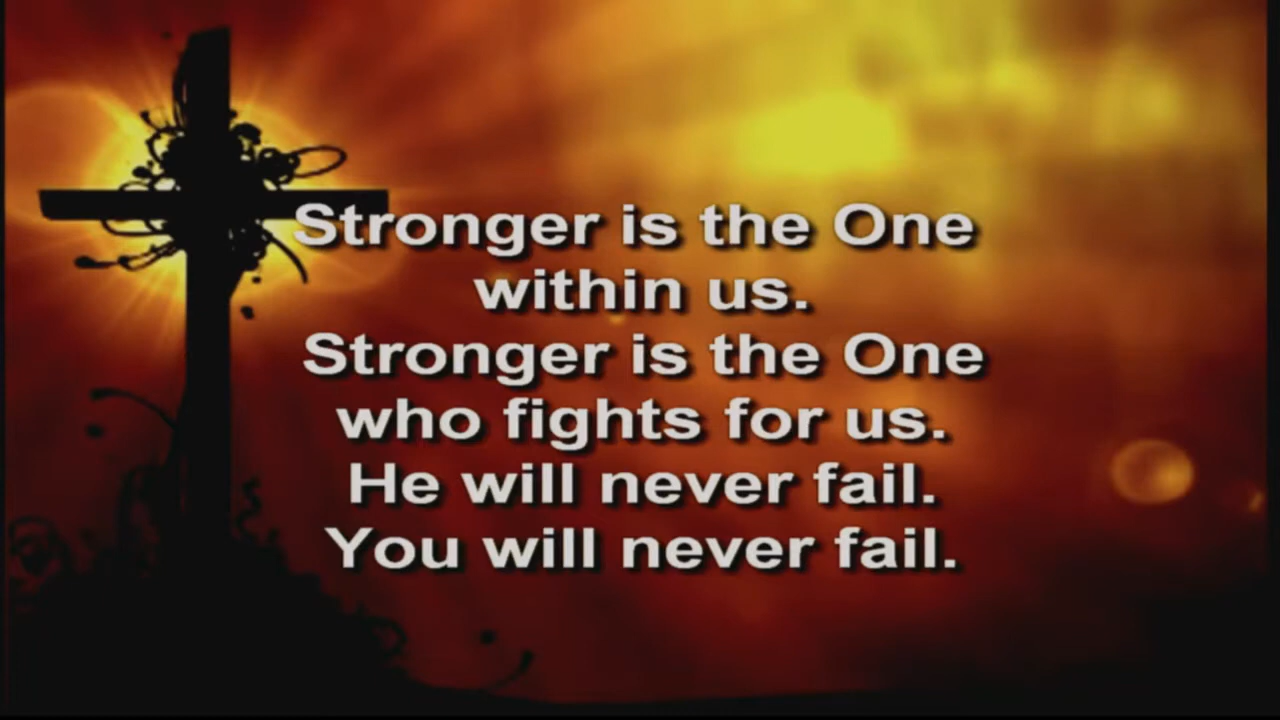 Stronger is the One
within us.
Stronger is the One
who fights for us.
He will never fail.
You will never fail.